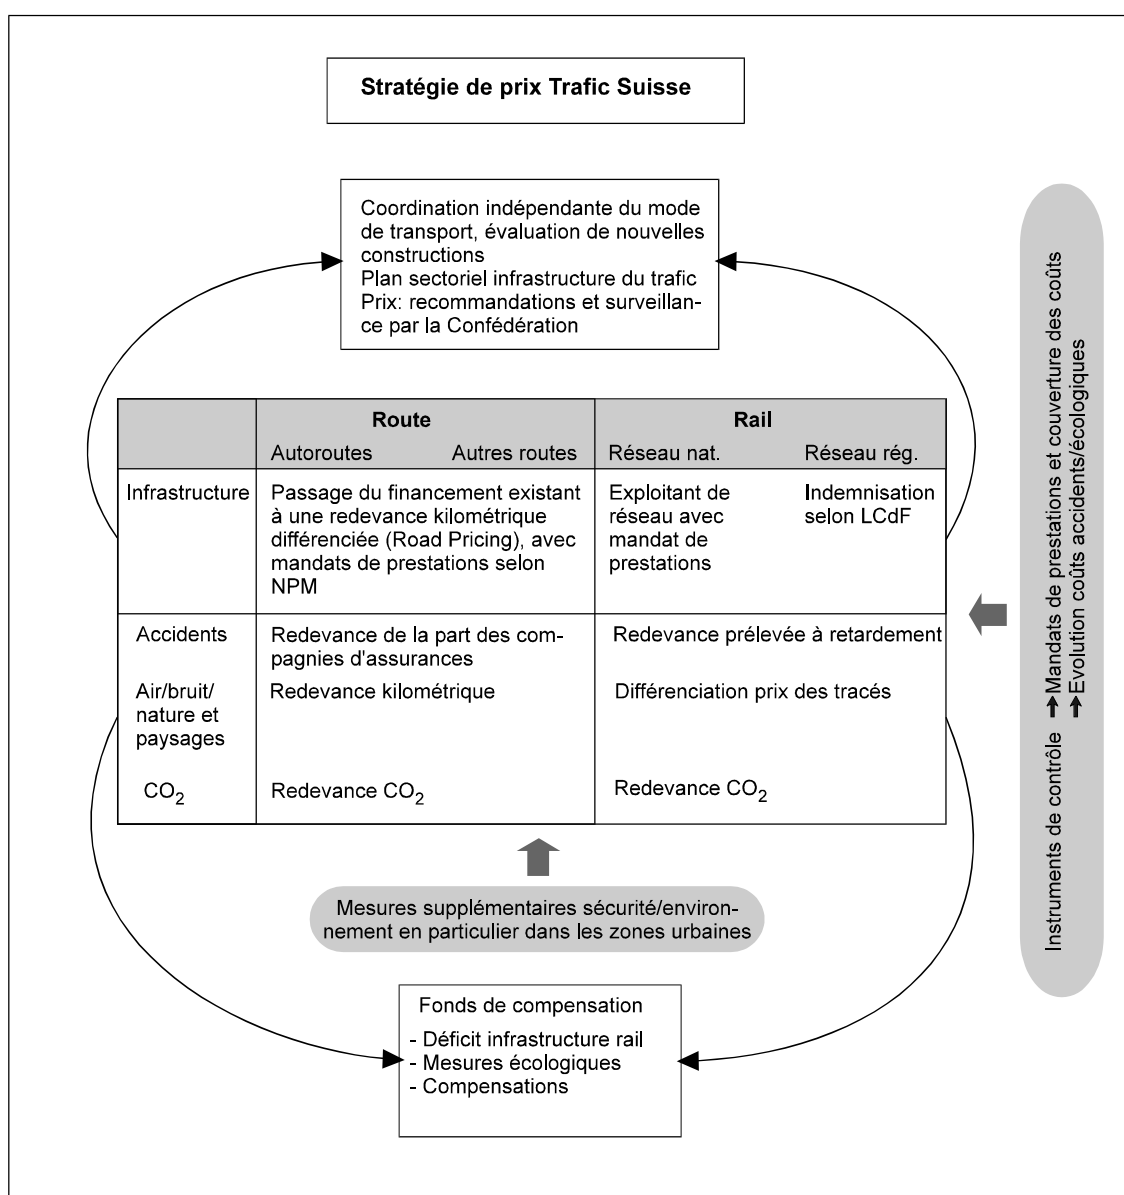 Stratégie de prix Trafic Suisse
Coordination indépendante du mode
de transport, évaluation de nouvelles
constructions
Plan sectoriel infrastructure du trafic
Prix: recommandations et surveillan-
ce par la Confédération
Route
Rail
Autoroutes
Autres routes
Réseau nat.
Réseau rég.
Infrastructure
Passage du financement existant
à une redevance kilométrique
différenciée (Road Pricing), avec
mandats de prestations selon
NPM
Exploitant de
réseau avec
mandat de
prestations
Indemnisation
selon LCdF
Accidents
Redevance de la part des com-
pagnies d'assurances
Redevance prélevée à retardement
Air/bruit/
nature et
paysages
Redevance kilométrique
Différenciation prix des tracés
CO2
Redevance CO2
Redevance CO2
Mesures supplémentaires sécurité/environ-
nement en particulier dans les zones urbaines
Fonds de compensation
- Déficit infrastructure rail
- Mesures écologiques
- Compensations
Instruments de contrôle → Mandats de prestations et couverture des coûts
→ Evolution coûts accidents/écologiques